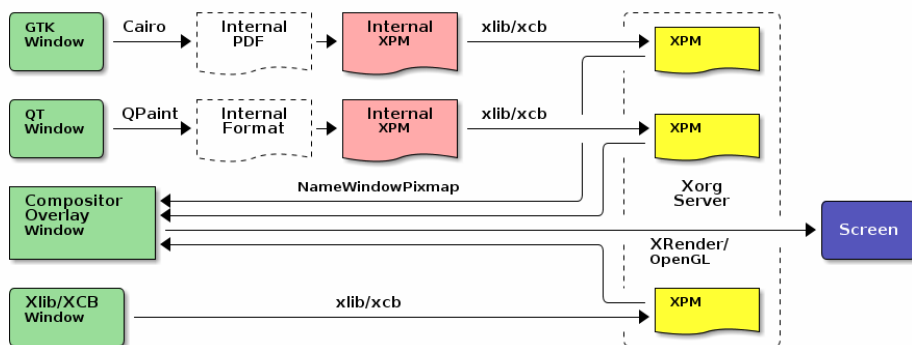 GTK
Window
Cairo
Internal
PDF
Internal
XPM
xlib/xcb
XPM
QT
Window
QPaint
Internal
Format
Internal
XPM
xlib/xcb
XPM
NameWindowPixmap
Compositor
Overlay
Window
Xorg
Server
Screen
XRender/
OpenGL
Xlib/XCB
Window
xlib/xcb
XPM